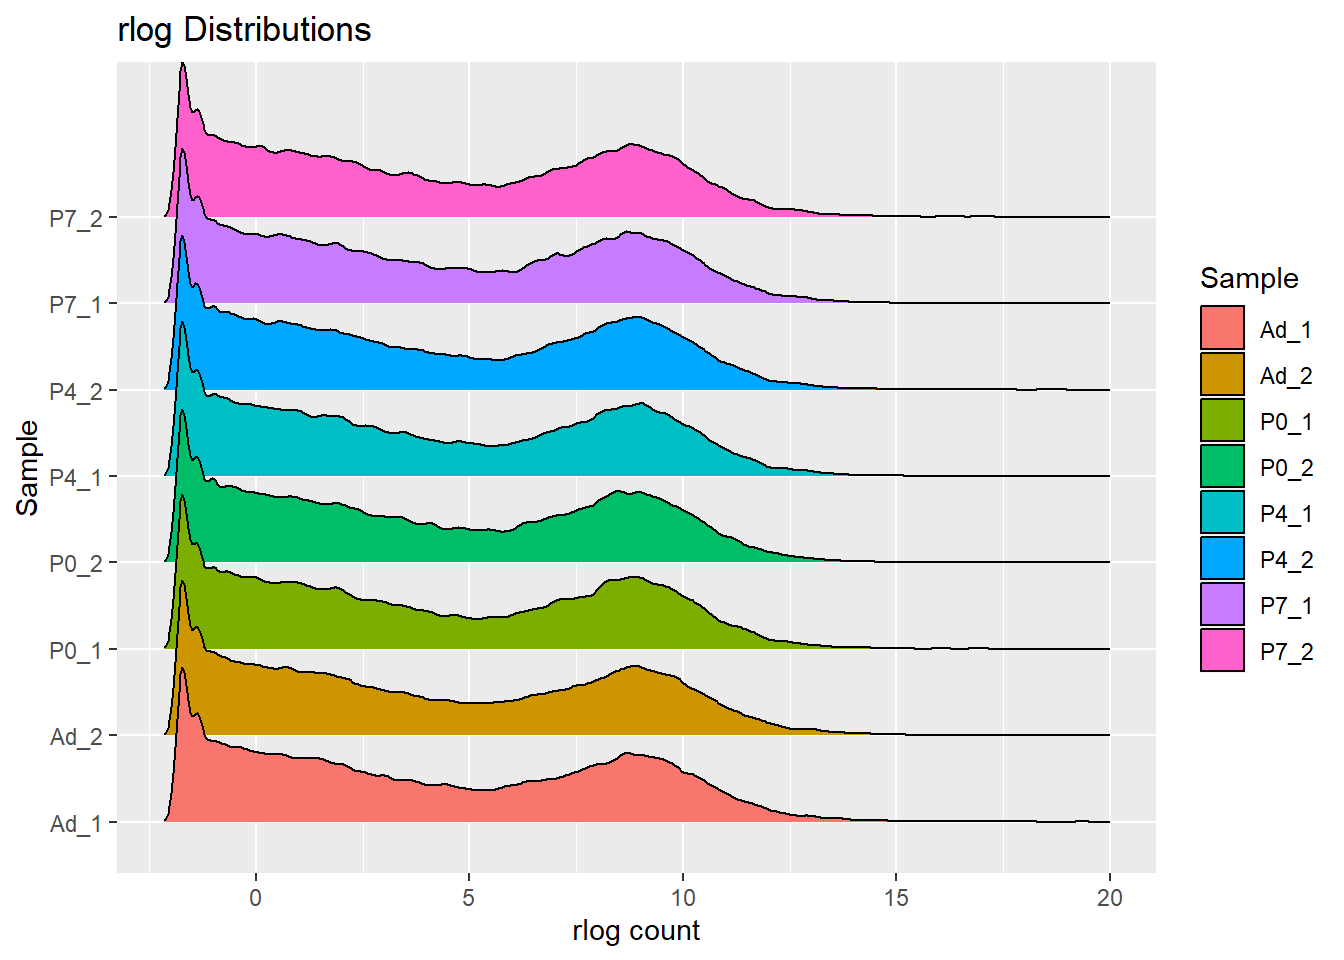 rlog Distributions
Sample
P7_2
P7_1
P4_2
P4_1
P0_2
P0_1
Ad_2
Ad_1
0 5 10 15 20
rlog count
Sample
Ad_1
Ad_2
P0_1
P0_2
P4_1
P4_2
P7_1
P7_2